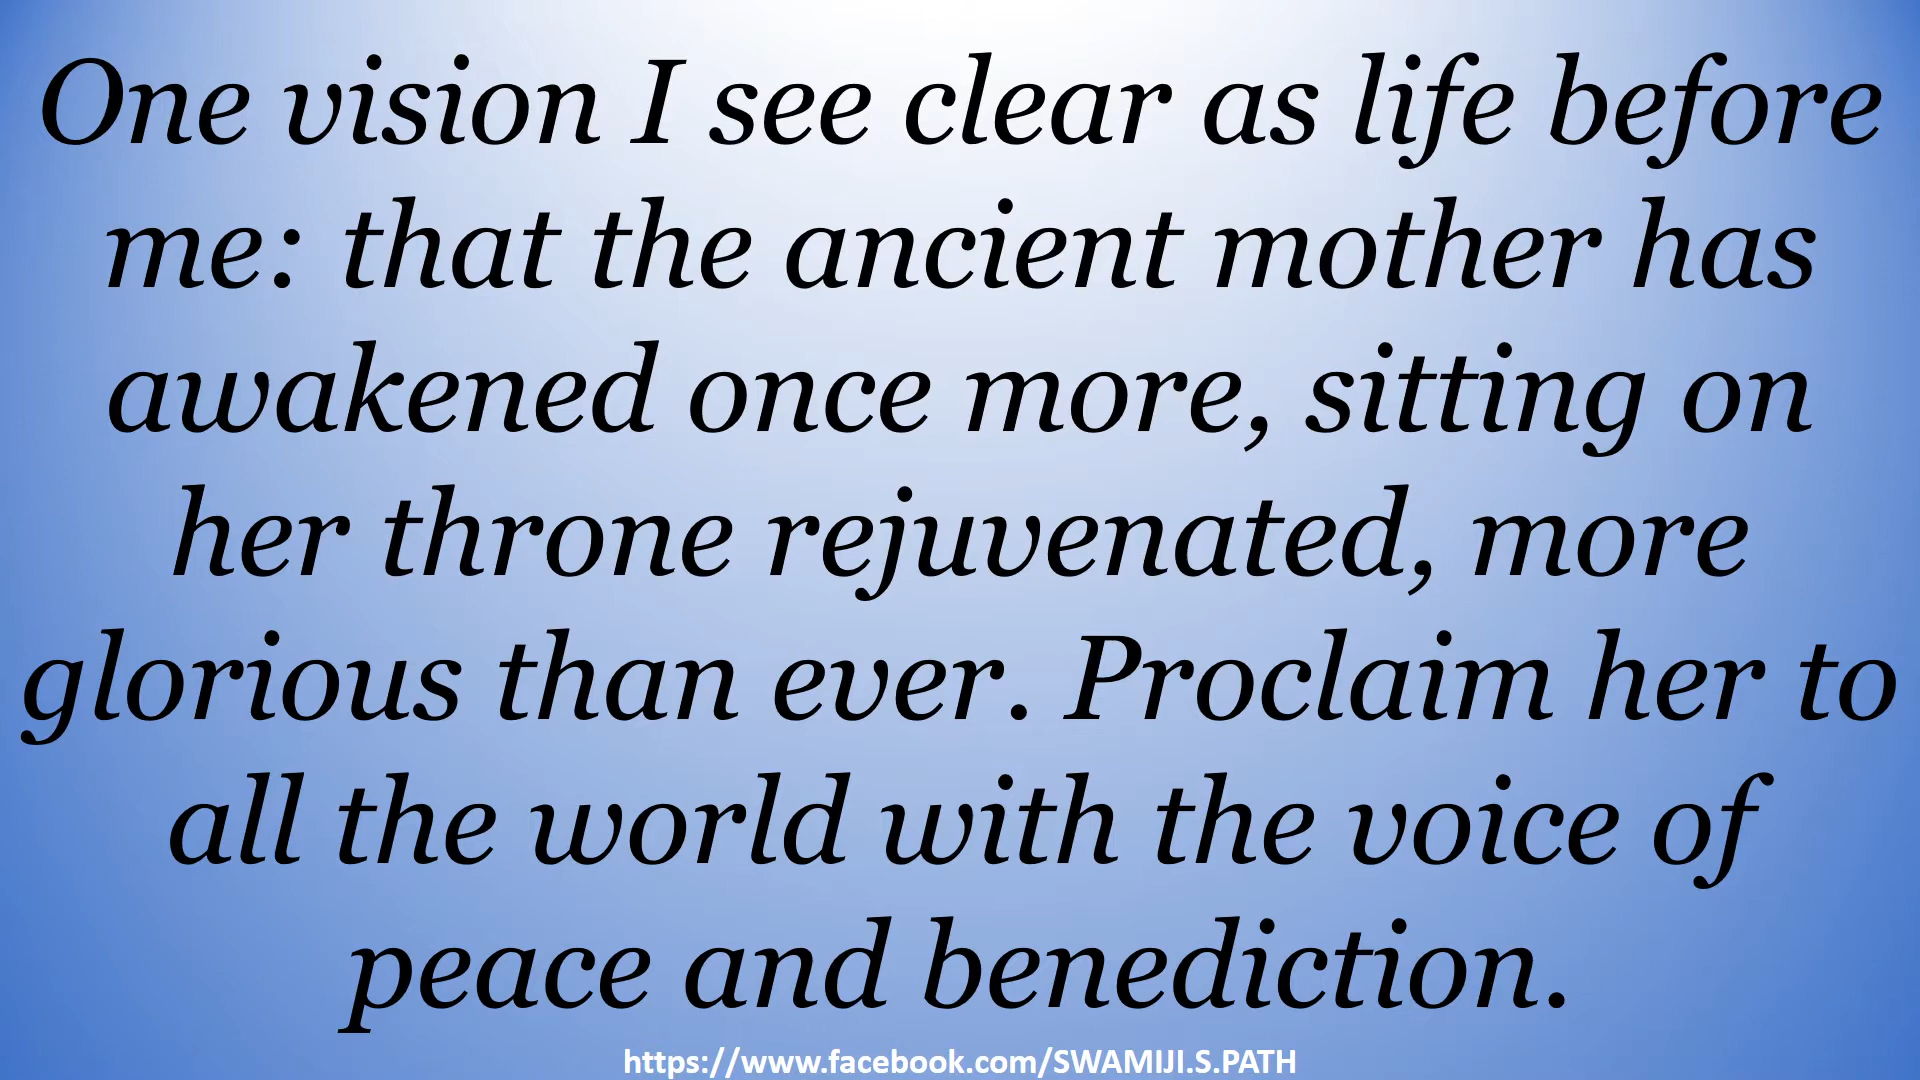 One vision I see clear as life before
me: that the ancient mother has
awakened once more, sitting on
her throne rejuvenated, more
glorious than ever. Proclaim her to
all the world with the voice of
peace and benediction.
https://www.facebook.com/SWAMIJI.S.PATH